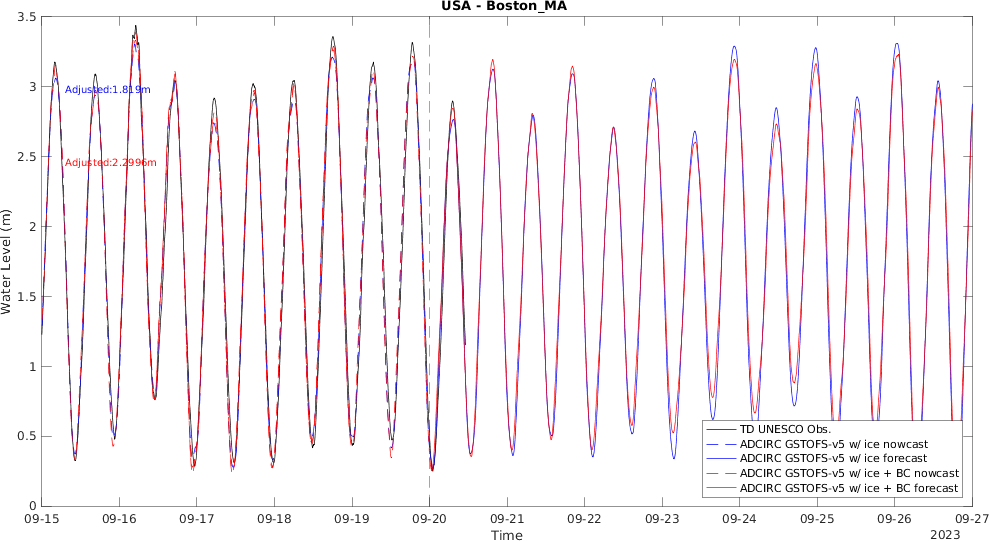 USA - Boston_MA
3.5
3
2.5
2
1.5
1
0.5
0
Water Level (m)
Adjusted:1.819m
Adjusted:2.2996m
TD UNESCO Obs.
ADCIRC GSTOFS-v5 w/ ice nowcast
ADCIRC GSTOFS-v5 w/ ice forecast
ADCIRC GSTOFS-v5 w/ ice + BC nowcast
ADCIRC GSTOFS-v5 w/ ice + BC forecast
09-15 09-16 09-17 09-18 09-19 09-20 09-21 09-22 09-23 09-24 09-25 09-26 09-27
Time
2023